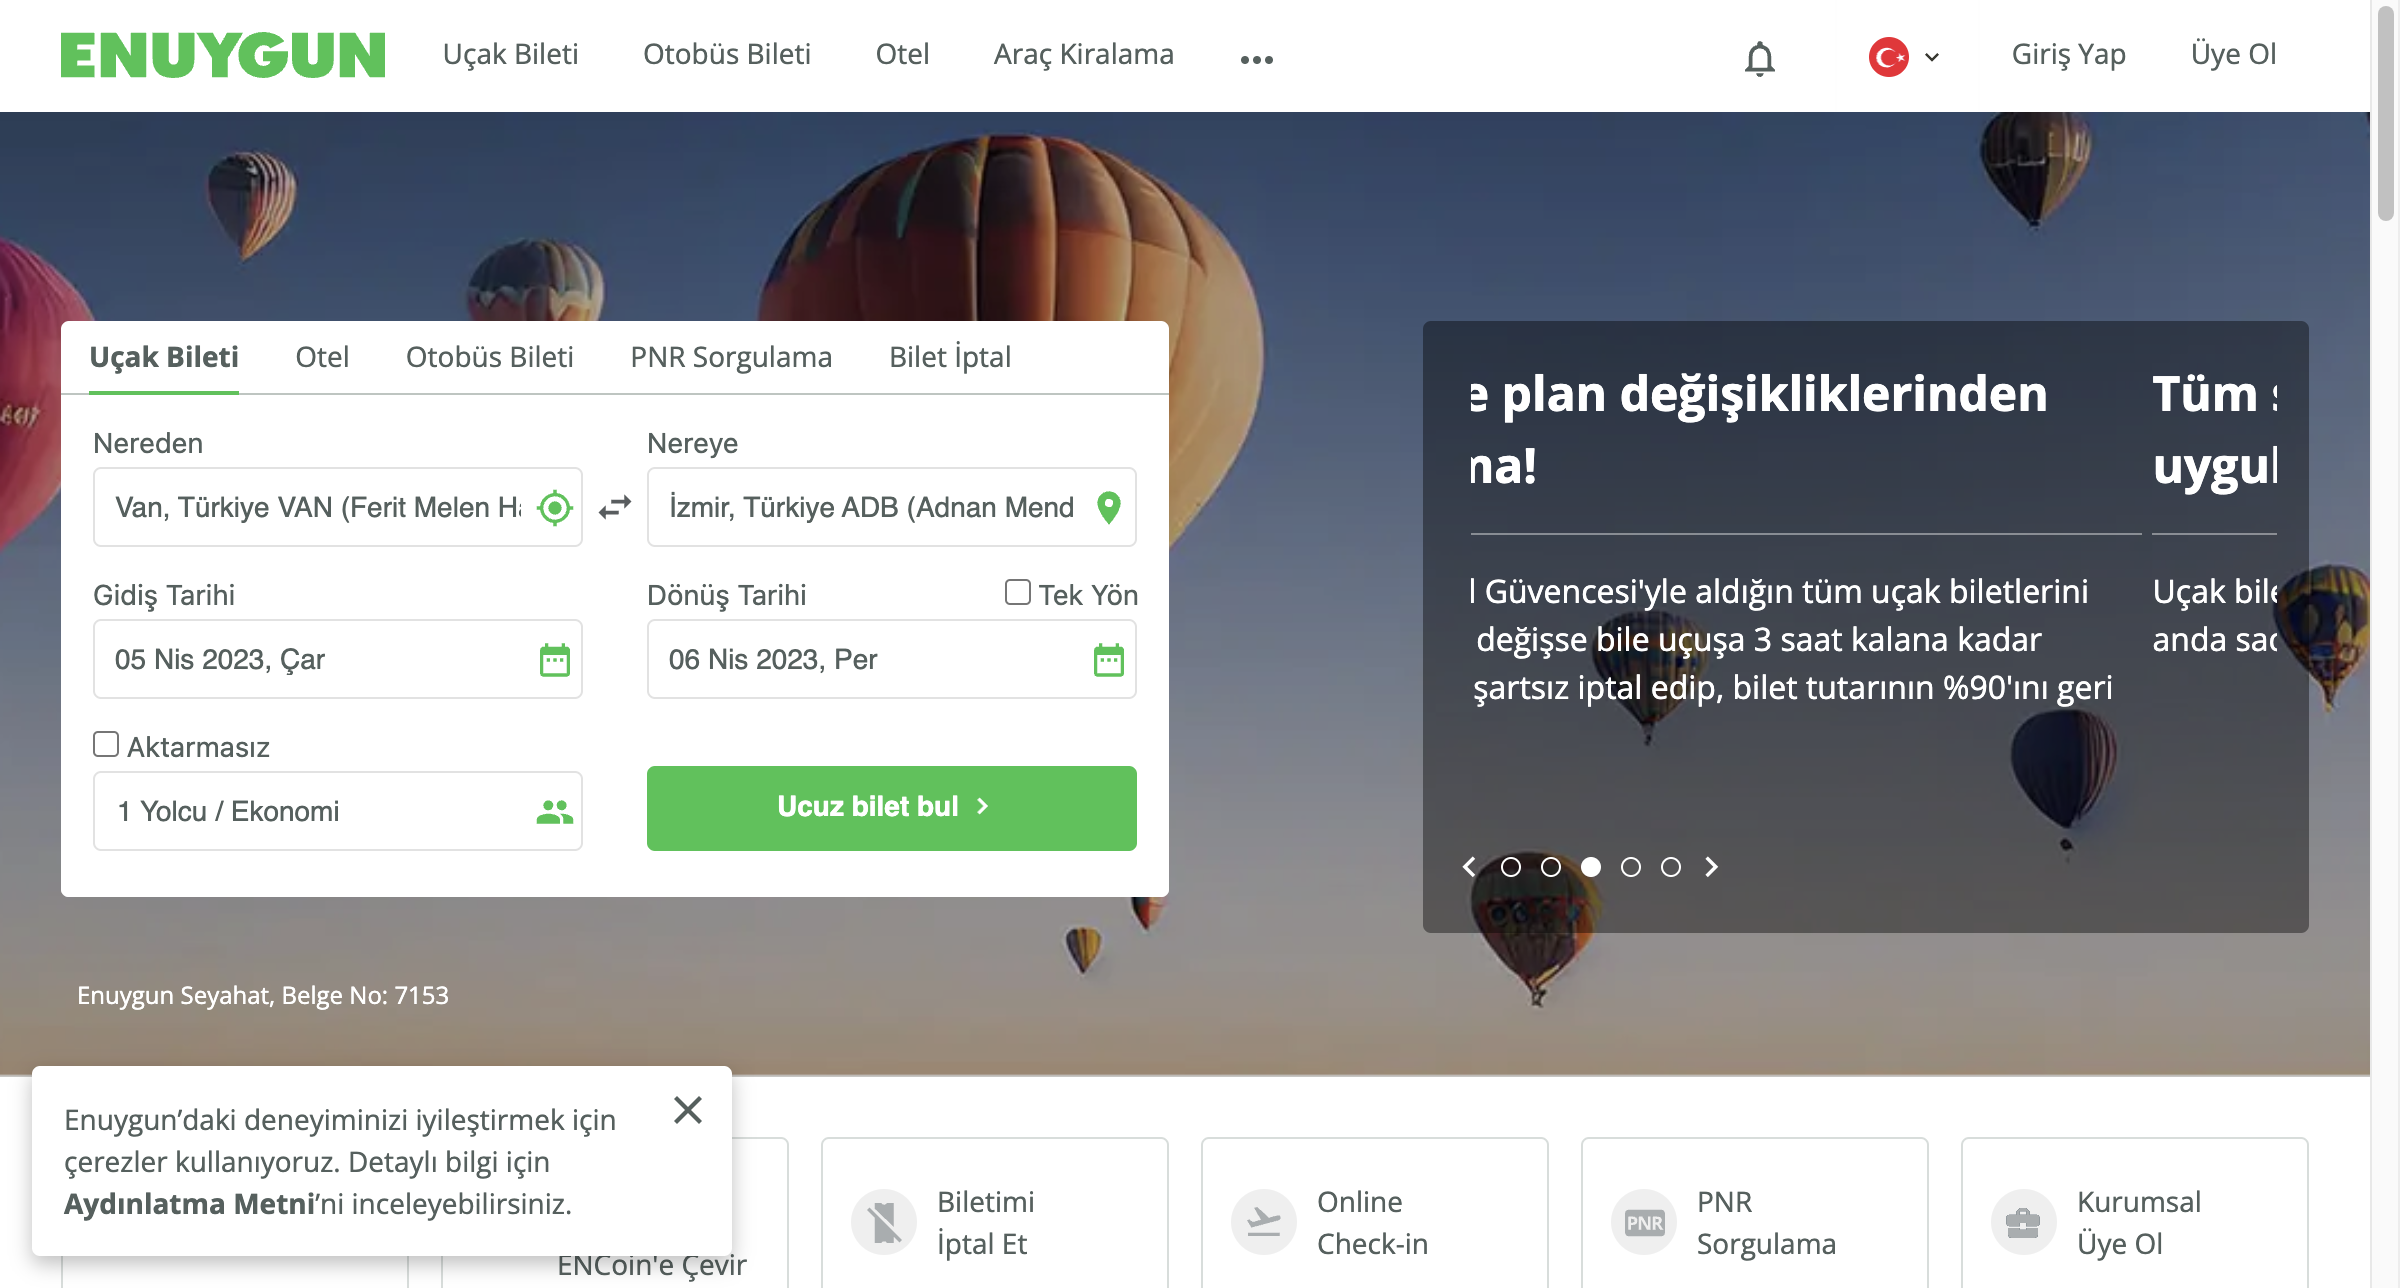 ENUYGUN
Uçak Bileti
Otobüs Bileti
Otel
Araç Kiralama
Giriş Yap
Üye Ol
Uçak Bileti
Otel
Otobüs Bileti
PNR Sorgulama
Bilet İptal
Nereden
Nereye
Van, Türkiye VAN (Ferit Melen Ha
İzmir, Türkiye ADB (Adnan Mend
Gidiş Tarihi
Dönüş Tarihi
Tek Yön
05 Nis 2023, Çar
06 Nis 2023, Per
Aktarmasız
1 Yolcu / Ekonomi
Ucuz bilet bul
e plan değişikliklerinden
na!
l Güvencesi'yle aldığın tüm uçak biletlerini
değişse bile uçuşa 3 saat kalana kadar
şartsız iptal edip, bilet tutarının %90'ını geri
Tüm
uygul
Uçak bile
anda sad
Enuygun Seyahat, Belge No: 7153
Enuygun’daki deneyiminizi iyileştirmek için
çerezler kullanıyoruz. Detaylı bilgi için
Aydınlatma Metni’ni inceleyebilirsiniz.
ENCoin'e Çevir
Biletimi
İptal Et
Online
Check-in
PNR
PNR
Sorgulama
Kurumsal
Üye Ol